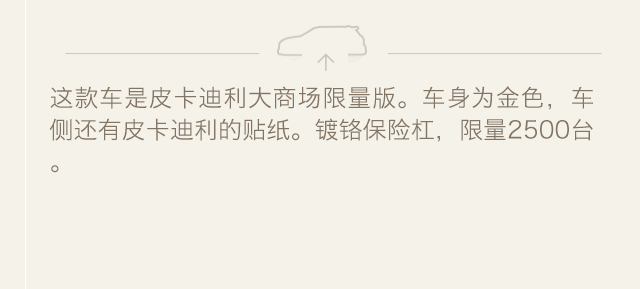 这款车是皮卡迪利大商场限量版。车身为金色，车
侧还有皮卡迪利的贴纸。镀铬保险杠，限量2500台
。